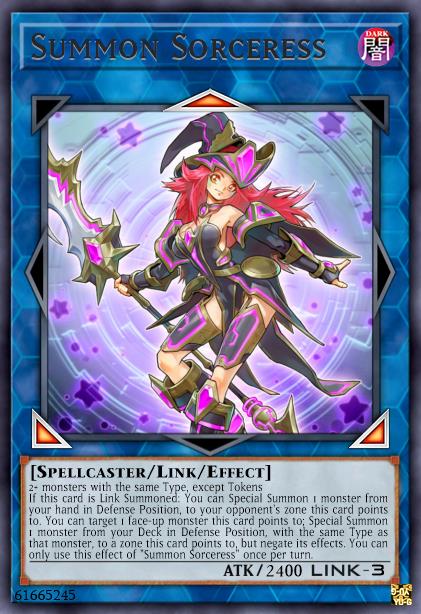 SUMMON SORCERESS
DARK
闇
[SPELLCASTER/LINK/EFFECT]
2+ monsters with the same Type, except Tokens
If this card is Link Summoned: You can Special Summon 1 monster from
your hand in Defense Position, to your opponent's zone this card points
to. You can target 1 face-up monster this card points to; Special Summon
1 monster from your Deck in Defense Position, with the same Type as
that monster, to a zone this card points to, but negate its effects. You can
only use this effect of "Summon Sorceress" once per turn.
ATK/2400 LINK-3
61665245